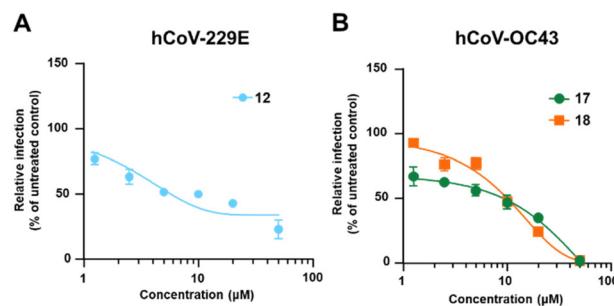 A
hCoV-229E
Relative infection
(% of untreated control)
150
100
50
0
1
10
100
Concentration (µM)
12
B
hCoV-OC43
Relative infection
(% of untreated control)
150
100
50
0
1
10
100
Concentration (µM)
17
18